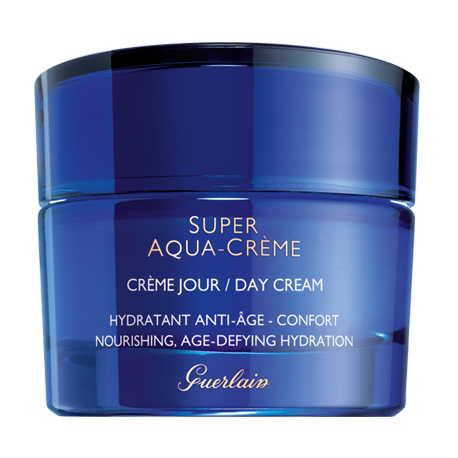 SUPER
AQUA-CRÈME
CRÈME JOUR / DAY CREAM
HYDRATANT ANTI-ÂGE - CONFORT
NOURISHING, AGE-DEFYING HYDRATION
Guerlain